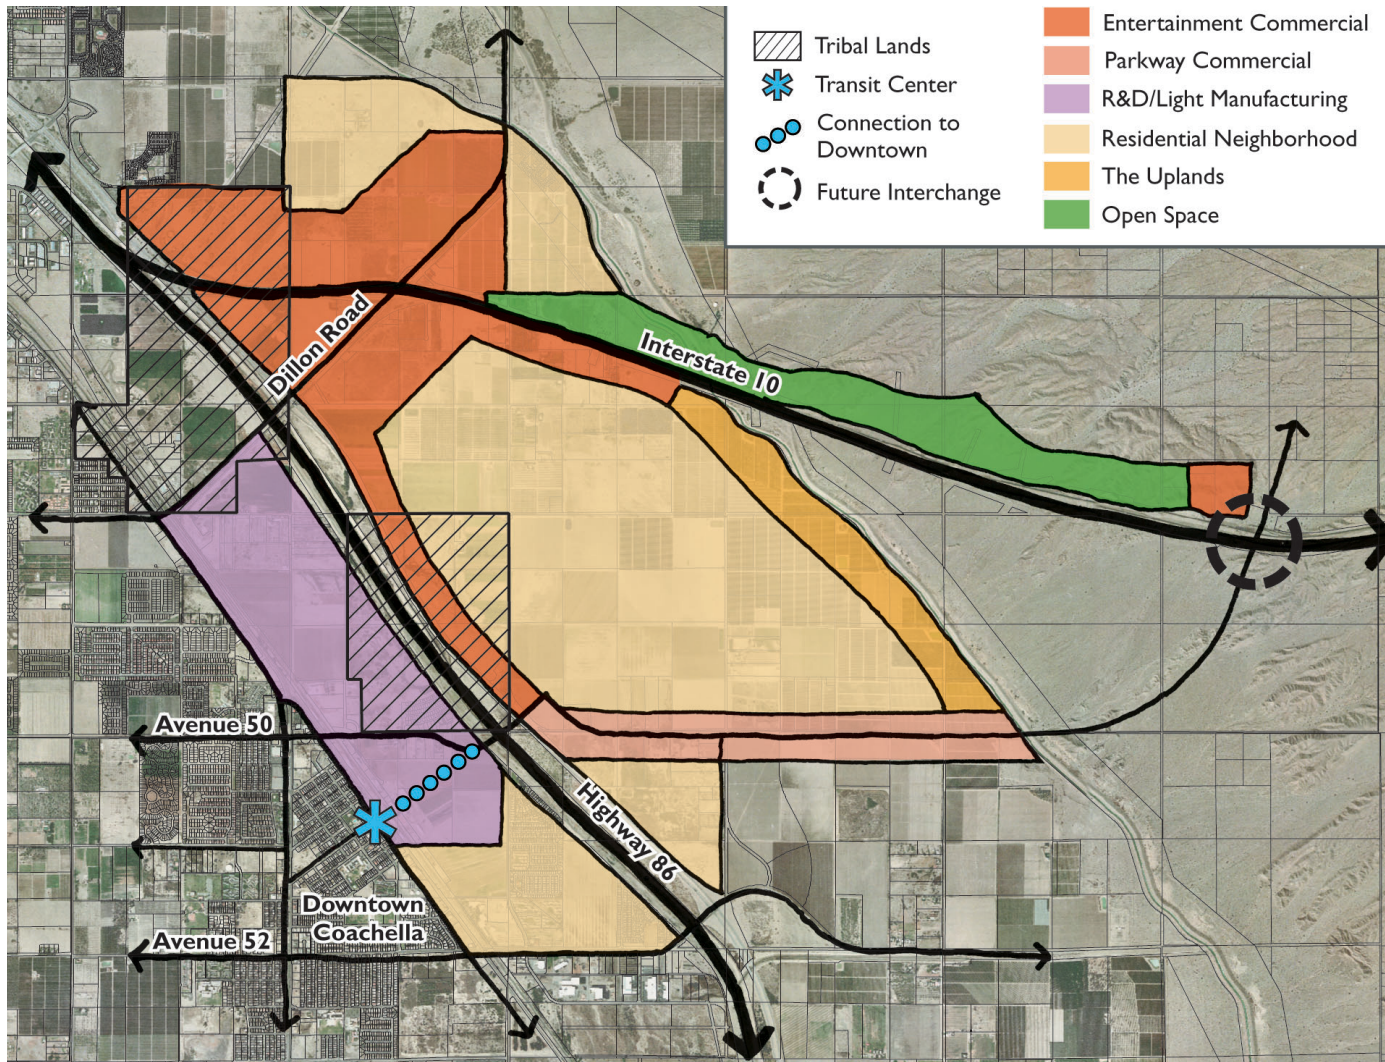 Tribal Lands
Transit Center
Connection to
Downtown
Future Interchange
Entertainment Commercial
Parkway Commercial
R&D/Light Manufacturing
Residential Neighborhood
The Uplands
Open Space
Dillon Road
Interstate 10
Avenue 50
Highway 86
Downtown
Coachella
Avenue 52